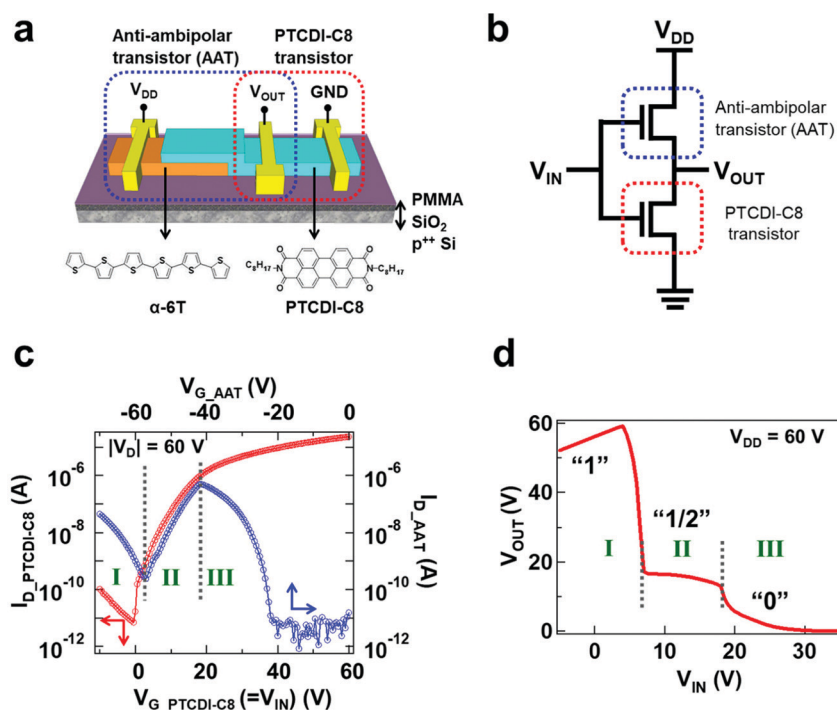 a
Anti-ambipolar
transistor (AAT)
PTCDI-C8
transistor
V_DD
V_OUT
GND
PMMA
SiO₂
p⁺⁺ Si
S S S S S S
α-6T
C₈H₁₇-N
O O
O O
N-C₈H₁₇
PTCDI-C8
b
V_DD
Anti-ambipolar
transistor (AAT)
V_IN
V_OUT
PTCDI-C8
transistor
c
V_G_AAT (V)
-60 -40 -20 0
|V_D| = 60 V
I_D_PTCDI-C8 (A)
10⁻⁶
10⁻⁸
10⁻¹⁰
10⁻¹²
I II III
10⁻⁶
10⁻⁸
10⁻¹⁰
10⁻¹²
I_D_AAT (A)
0 20 40 60
V_G_PTCDI-C8 (=V_IN) (V)
d
V_DD = 60 V
V_OUT (V)
60
40
20
0
"1"
"1/2"
"0"
I II III
0 10 20 30
V_IN (V)